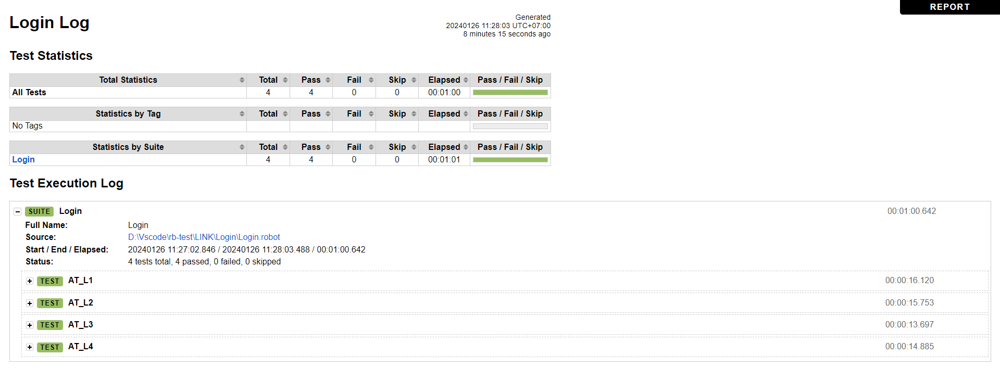 REPORT
Login Log
Generated
20240126 11:28:03 UTC+07:00
8 minutes 15 seconds ago
Test Statistics
Total Statistics Total Pass Fail Skip Elapsed Pass / Fail / Skip
All Tests 4 4 0 0 00:01:00
Statistics by Tag Total Pass Fail Skip Elapsed Pass / Fail / Skip
No Tags
Statistics by Suite Total Pass Fail Skip Elapsed Pass / Fail / Skip
Login 4 4 0 0 00:01:01
Test Execution Log
SUITE Login 00:01:00.642
Full Name: Login
Source: D:\Vscode\rb-test\LINK\Login\Login.robot
Start / End / Elapsed: 20240126 11:27:02.846 / 20240126 11:28:03.488 / 00:01:00.642
Status: 4 tests total, 4 passed, 0 failed, 0 skipped
TEST AT_L1 00:00:16.120
TEST AT_L2 00:00:15.753
TEST AT_L3 00:00:13.697
TEST AT_L4 00:00:14.885